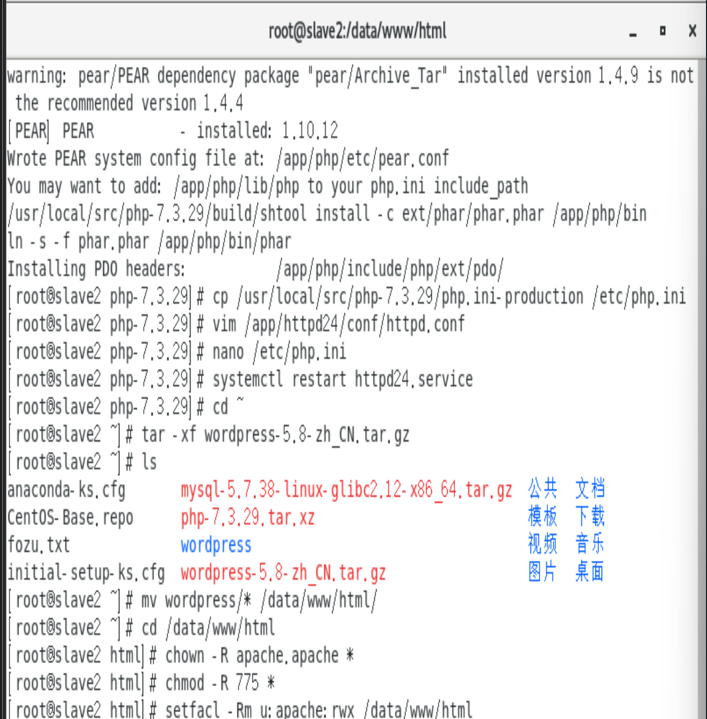 root@slave2:/data/www/html
warning: pear/PEAR dependency package "pear/Archive_Tar" installed version 1.4.9 is not
the recommended version 1.4.4
[PEAR] PEAR - installed: 1.10.12
Wrote PEAR system config file at: /app/php/etc/pear.conf
You may want to add: /app/php/lib/php to your php.ini include_path
/usr/local/src/php-7.3.29/build/shtool install -c ext/phar/phar.phar /app/php/bin
ln -s -f phar.phar /app/php/bin/phar
Installing PDO headers: /app/php/include/php/ext/pdo/
[root@slave2 php-7.3.29]# cp /usr/local/src/php-7.3.29/php.ini-production /etc/php.ini
[root@slave2 php-7.3.29]# vim /app/httpd24/conf/httpd.conf
[root@slave2 php-7.3.29]# nano /etc/php.ini
[root@slave2 php-7.3.29]# systemctl restart httpd24.service
[root@slave2 php-7.3.29]# cd ~
[root@slave2 ~]# tar -xf wordpress-5.8-zh_CN.tar.gz
[root@slave2 ~]# ls
anaconda-ks.cfg mysql-5.7.38-linux-glibc2.12-x86_64.tar.gz 公共 文档
CentOS-Base.repo php-7.3.29.tar.xz 模板 下载
fozu.txt wordpress 视频 音乐
initial-setup-ks.cfg wordpress-5.8-zh_CN.tar.gz 图片 桌面
[root@slave2 ~]# mv wordpress/* /data/www/html/
[root@slave2 ~]# cd /data/www/html
[root@slave2 html]# chown -R apache.apache *
[root@slave2 html]# chmod -R 775 *
[root@slave2 html]# setfacl -Rm u:apache:rwx /data/www/html